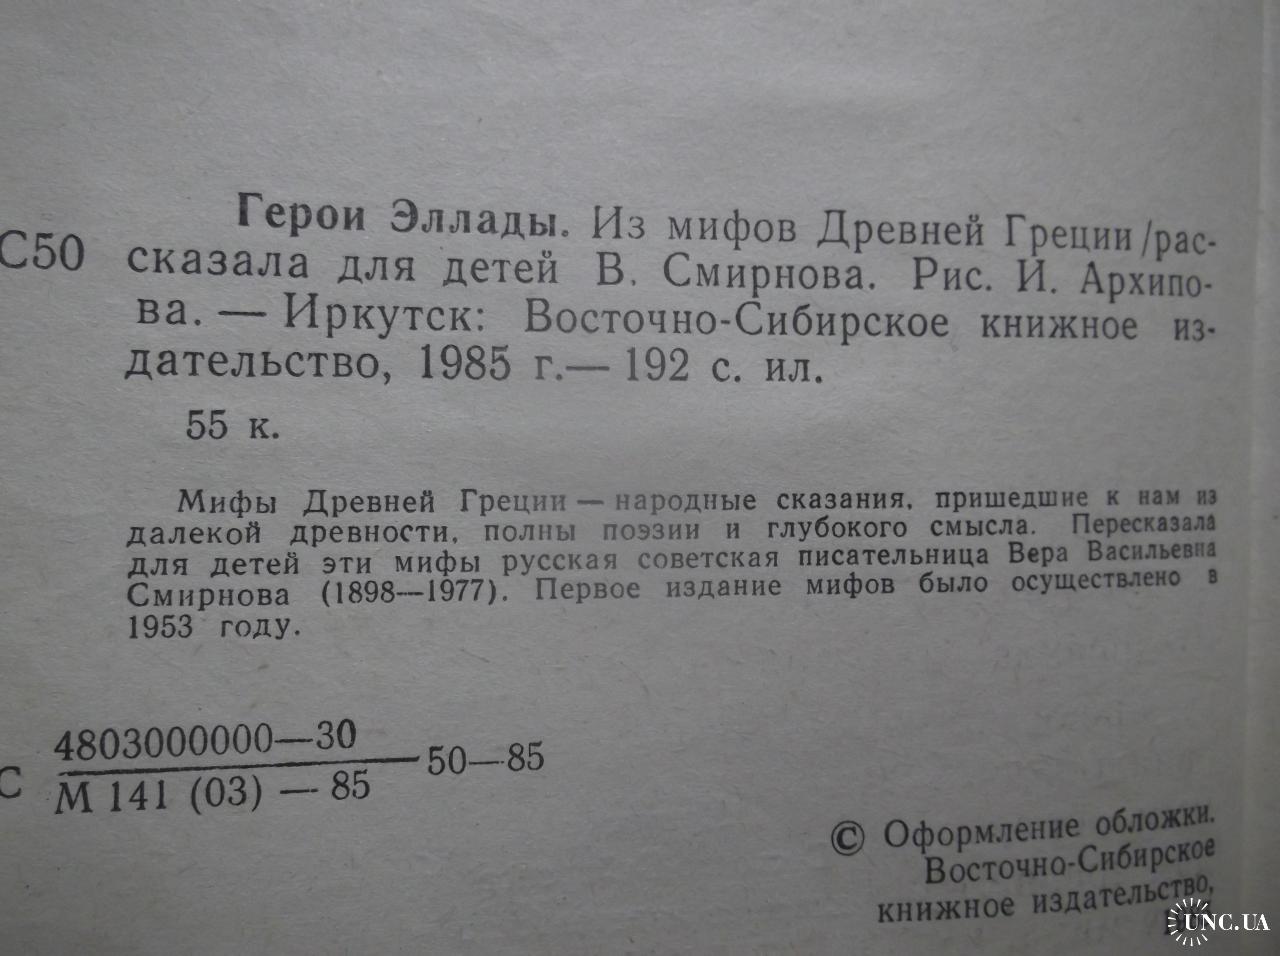 Герои Эллады. Из мифов Древней Греции/рас-
С50 сказала для детей В. Смирнова. Рис. И. Архипо-
ва. — Иркутск: Восточно-Сибирское книжное из-
дательство, 1985 г.— 192 с. ил.
55 к.
Мифы Древней Греции — народные сказания, пришедшие к нам из
далекой древности, полны поэзии и глубокого смысла. Пересказала
для детей эти мифы русская советская писательница Вера Васильевна
Смирнова (1898—1977). Первое издание мифов было осуществлено в
1953 году.
4803000000—30
С 50—85
М 141 (03) — 85
© Оформление обложки.
Восточно-Сибирское
книжное издательство,
UNC.UA